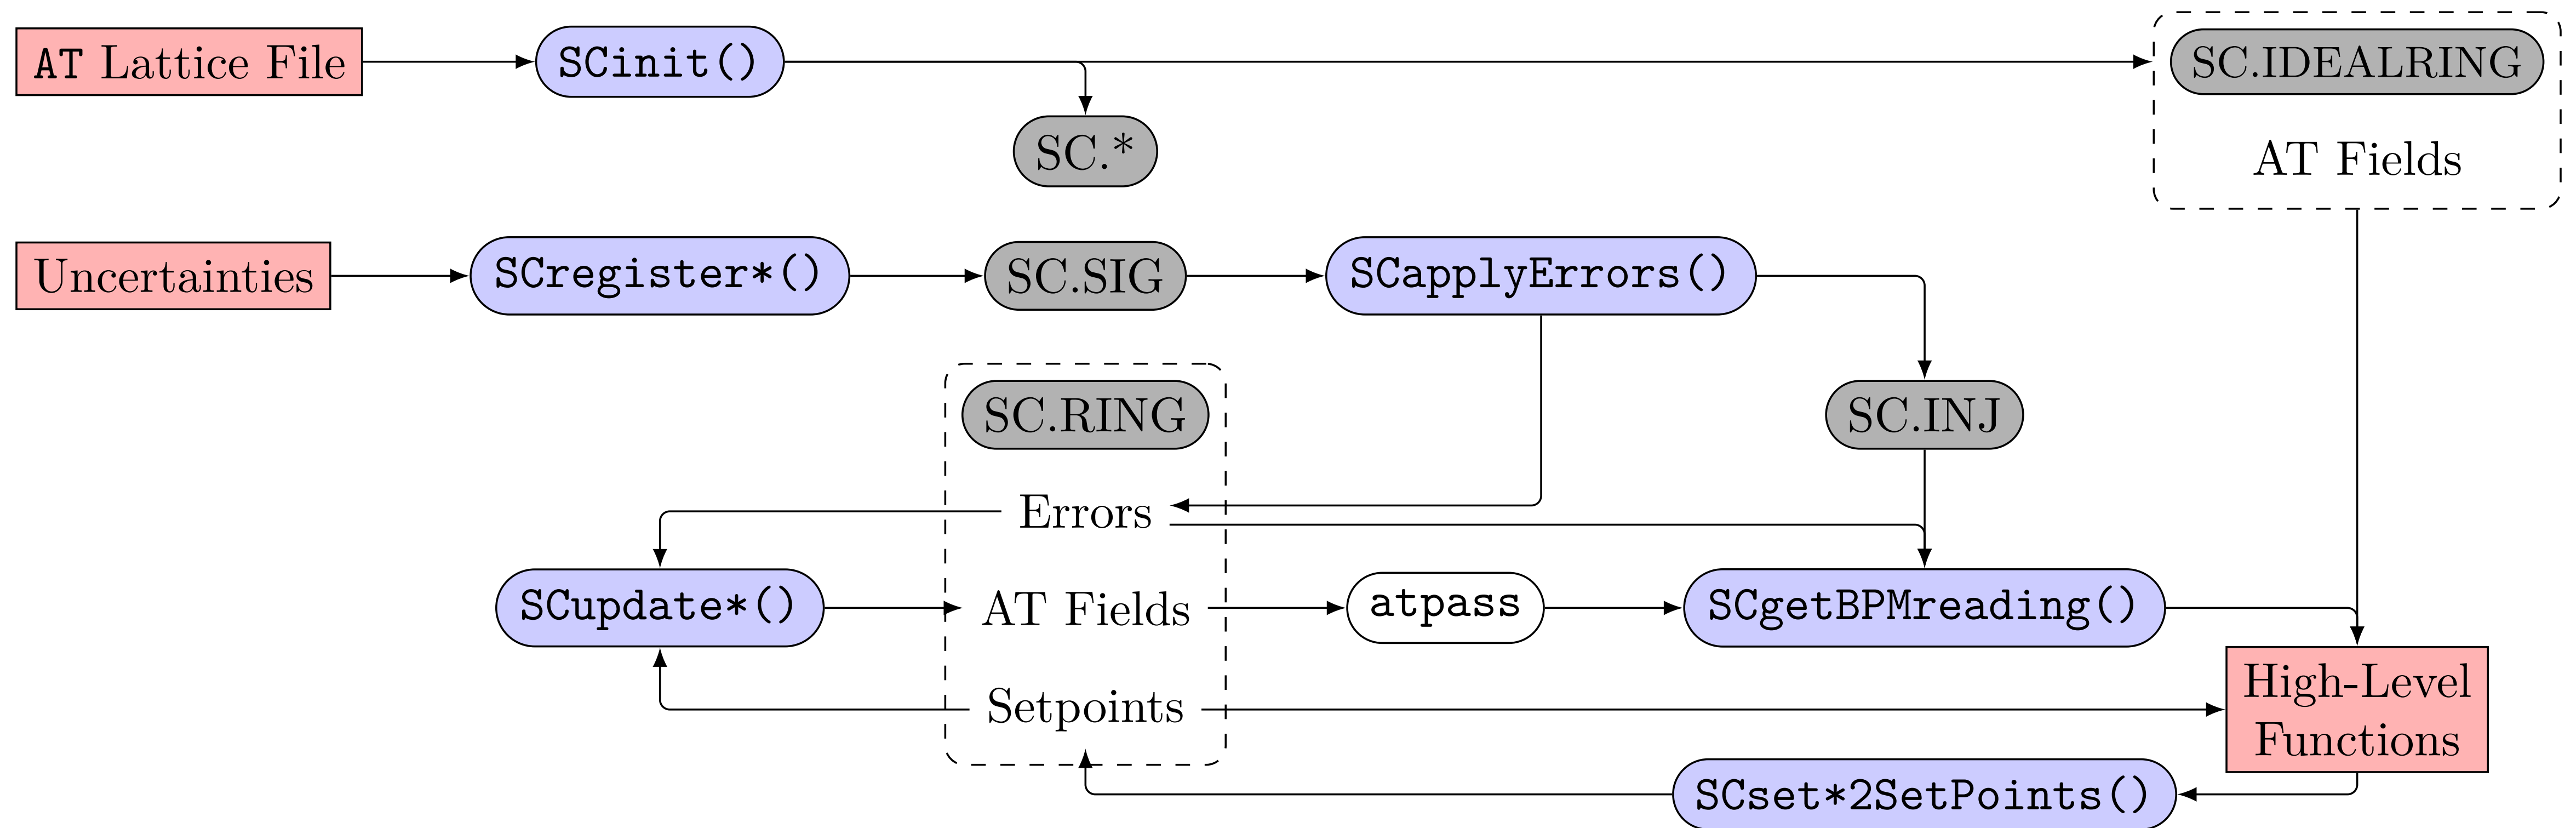 AT Lattice File
SCinit()
SC.IDEALRING
SC.*
AT Fields
Uncertainties
SCregister*()
SC.SIG
SCapplyErrors()
SC.RING
SC.INJ
Errors
SCupdate*()
AT Fields
atpass
SCgetBPMreading()
Setpoints
High-Level
Functions
SCset*2SetPoints()